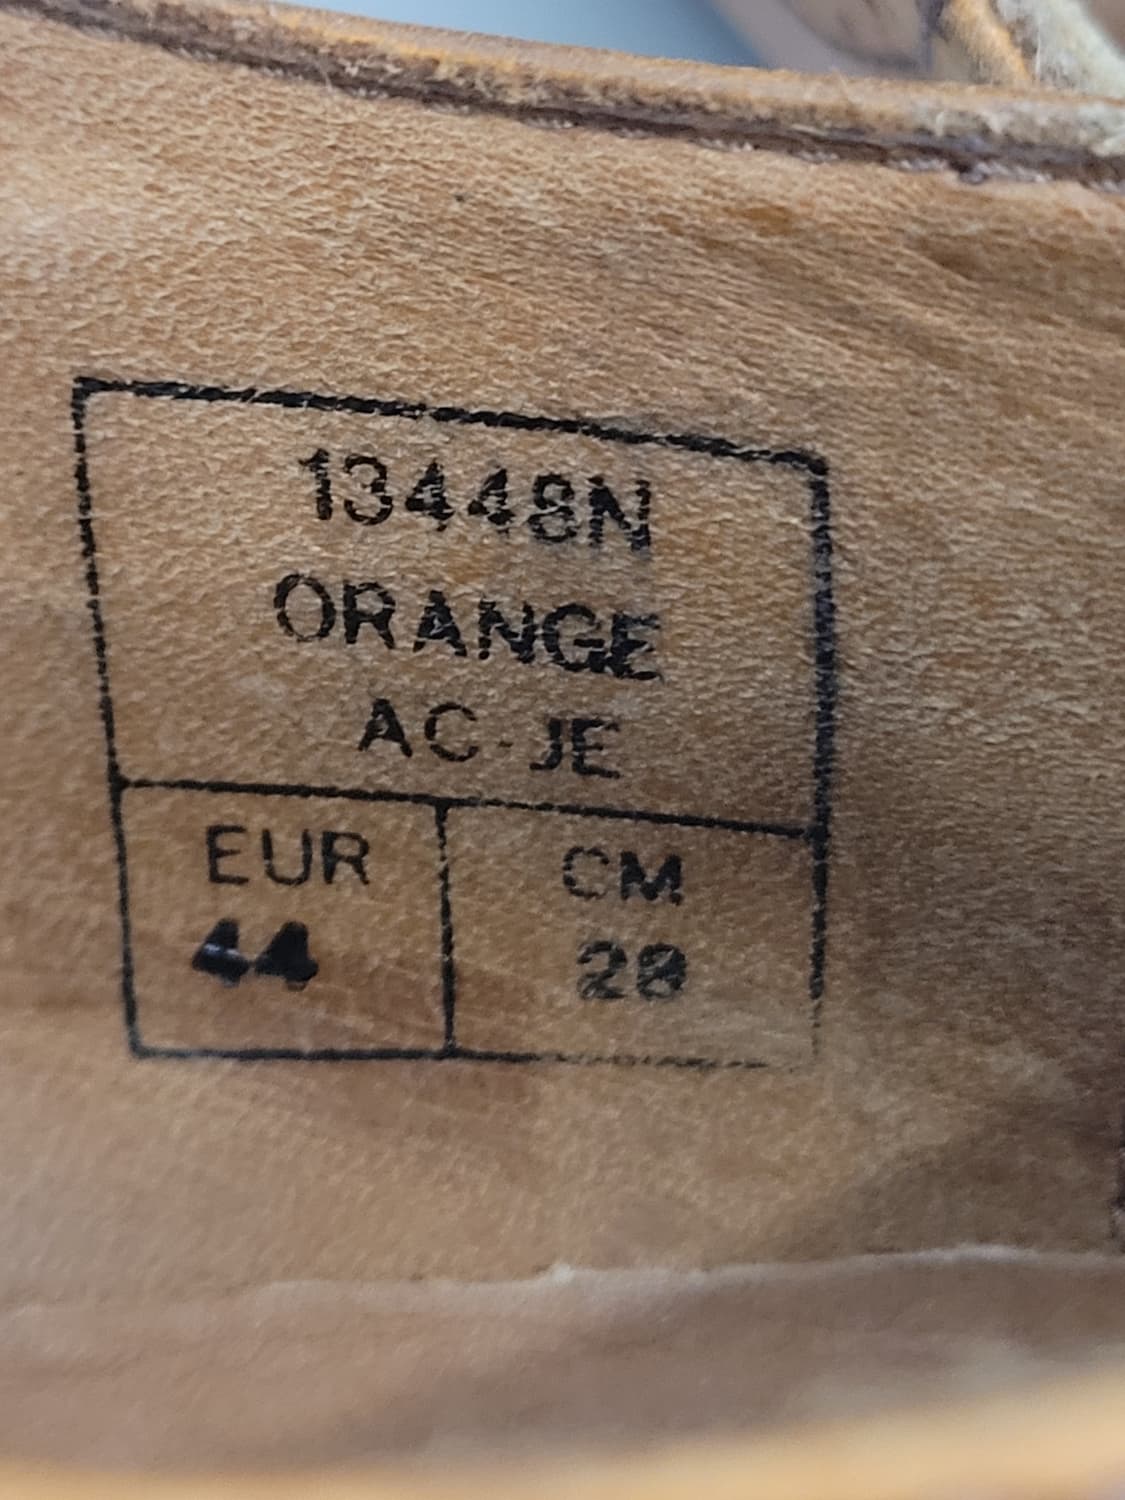 13448N
ORANGE
AC-JE
EUR CM
44 28